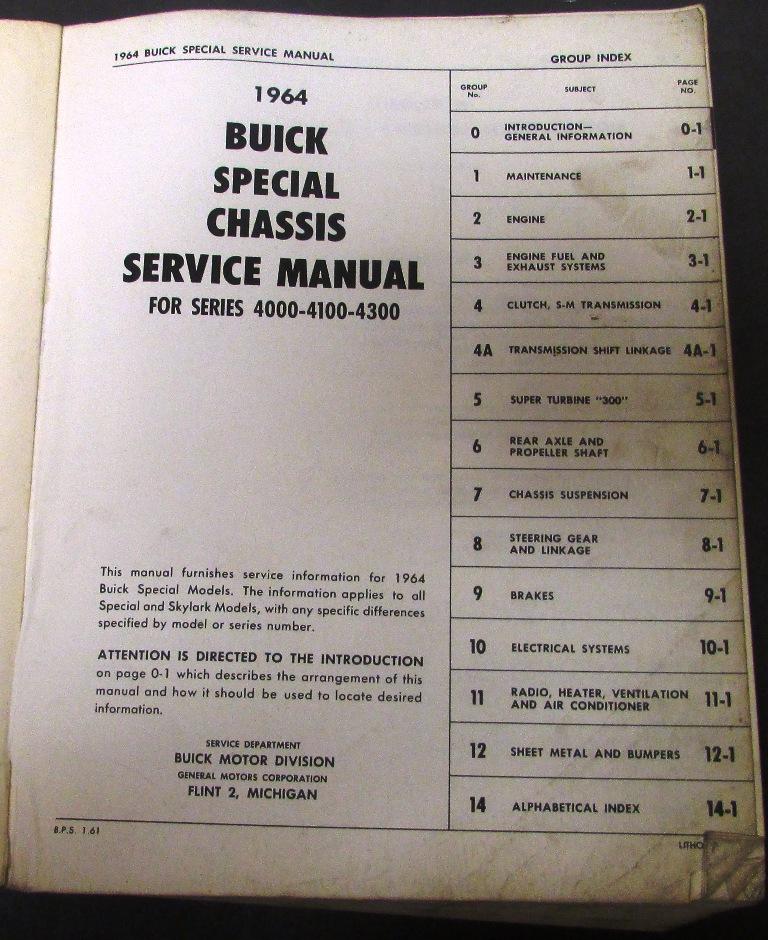 1964 BUICK SPECIAL SERVICE MANUAL
1964
BUICK
SPECIAL
CHASSIS
SERVICE MANUAL
FOR SERIES 4000-4100-4300
This manual furnishes service information for 1964
Buick Special Models. The information applies to all
Special and Skylark Models, with any specific differences
specified by model or series number.
ATTENTION IS DIRECTED TO THE INTRODUCTION
on page 0-1 which describes the arrangement of this
manual and how it should be used to locate desired
information.
SERVICE DEPARTMENT
BUICK MOTOR DIVISION
GENERAL MOTORS CORPORATION
FLINT 2, MICHIGAN
B.P.S. 1.61
GROUP INDEX
GROUP No. SUBJECT PAGE NO.
0 INTRODUCTION—
GENERAL INFORMATION 0-1
1 MAINTENANCE 1-1
2 ENGINE 2-1
3 ENGINE FUEL AND
EXHAUST SYSTEMS 3-1
4 CLUTCH, S-M TRANSMISSION 4-1
4A TRANSMISSION SHIFT LINKAGE 4A-1
5 SUPER TURBINE "300" 5-1
6 REAR AXLE AND
PROPELLER SHAFT 6-1
7 CHASSIS SUSPENSION 7-1
8 STEERING GEAR
AND LINKAGE 8-1
9 BRAKES 9-1
10 ELECTRICAL SYSTEMS 10-1
11 RADIO, HEATER, VENTILATION
AND AIR CONDITIONER 11-1
12 SHEET METAL AND BUMPERS 12-1
14 ALPHABETICAL INDEX 14-1
LITHO